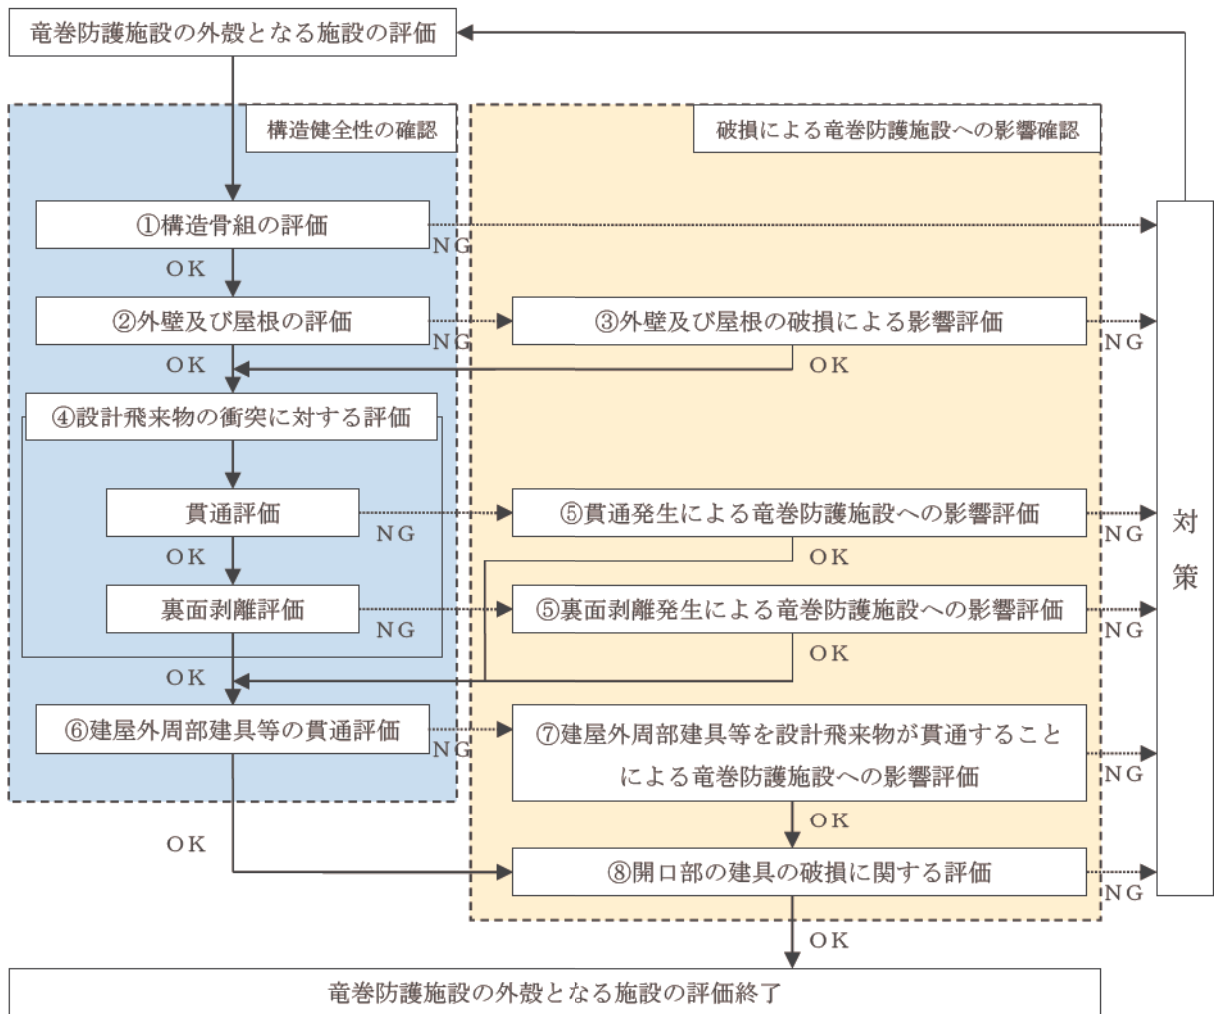 竜巻防護施設の外殻となる施設の評価
構造健全性の確認
破損による竜巻防護施設への影響確認
①構造骨組の評価
NG
OK
②外壁及び屋根の評価
NG
③外壁及び屋根の破損による影響評価
NG
OK
OK
④設計飛来物の衝突に対する評価
貫通評価
NG
⑤貫通発生による竜巻防護施設への影響評価
NG
OK
OK
裏面剥離評価
NG
⑤裏面剥離発生による竜巻防護施設への影響評価
NG
OK
OK
⑥建屋外周部建具等の貫通評価
NG
⑦建屋外周部建具等を設計飛来物が貫通すること
による竜巻防護施設への影響評価
NG
OK
OK
⑧開口部の建具の破損に関する評価
NG
OK
対
策
竜巻防護施設の外殻となる施設の評価終了